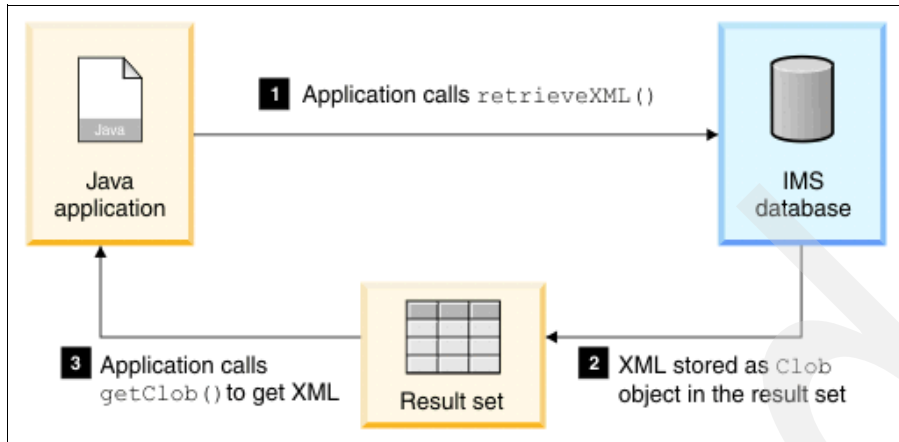 Java
Java
application
1 Application calls retrieveXML()
IMS
database
2 XML stored as Clob
object in the result set
Result set
3 Application calls
getClob() to get XML